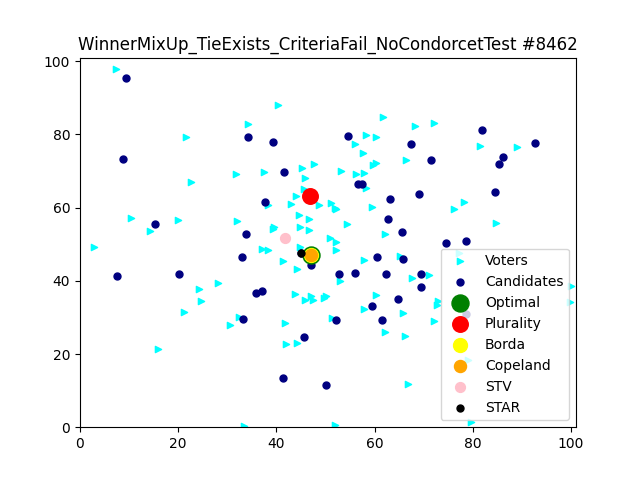 WinnerMixUp_TieExists_CriteriaFail_NoCondorcetTest #8462
100
80
60
40
20
0
0 20 40 60 80 100
Voters
Candidates
Optimal
Plurality
Borda
Copeland
STV
STAR